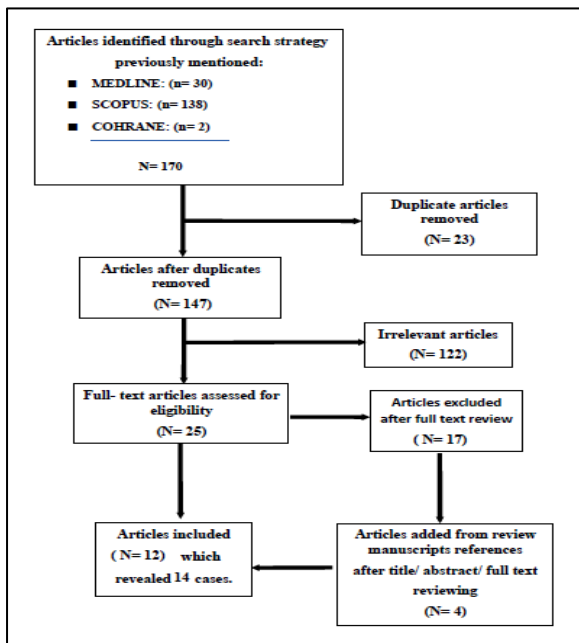 Articles identified through search strategy
previously mentioned:
■ MEDLINE: (n= 30)
■ SCOPUS: (n= 138)
■ COHRANE: (n= 2)
N= 170
Duplicate articles
removed
(N= 23)
Articles after duplicates
removed
(N= 147)
Irrelevant articles
(N= 122)
Full- text articles assessed for
eligibility
(N= 25)
Articles excluded
after full text review
( N= 17)
Articles included
( N= 12) which
revealed 14 cases.
Articles added from review
manuscripts references
after title/ abstract/ full text
reviewing
(N= 4)